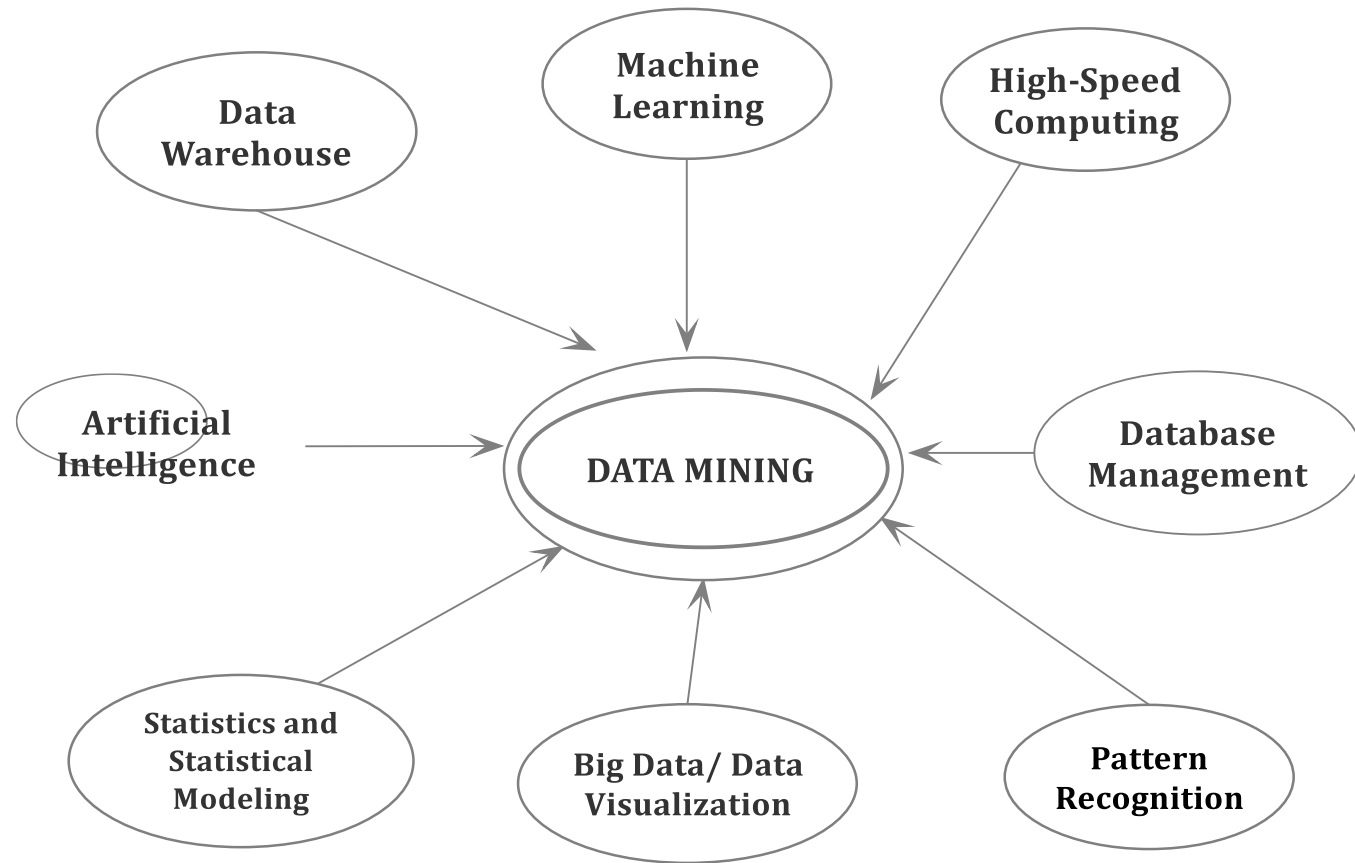 Data
Warehouse
Machine
Learning
High-Speed
Computing
Artificial
Intelligence
DATA MINING
Database
Management
Statistics and
Statistical
Modeling
Big Data/ Data
Visualization
Pattern
Recognition